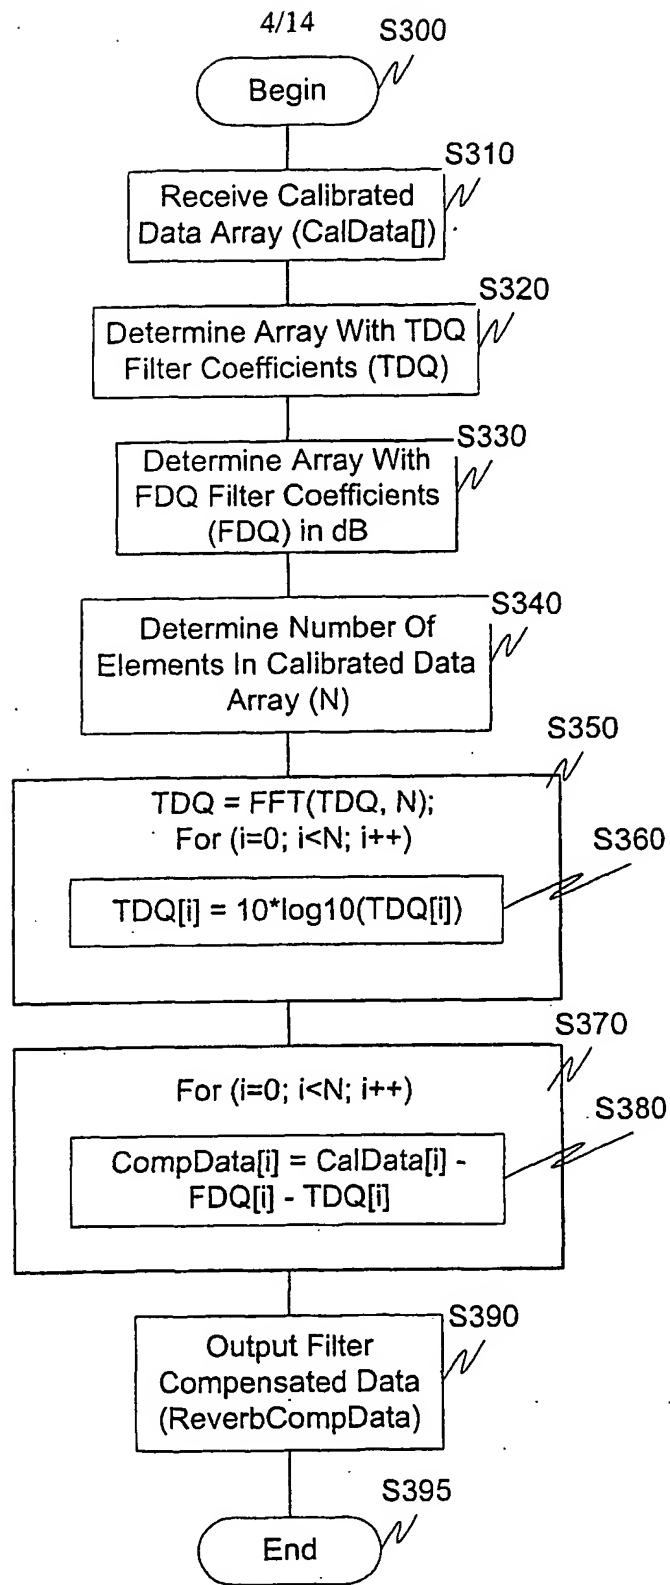 4/14
S300
Begin
S310
Receive Calibrated
Data Array (CalData[])
S320
Determine Array With TDQ
Filter Coefficients (TDQ)
S330
Determine Array With
FDQ Filter Coefficients
(FDQ) in dB
S340
Determine Number Of
Elements In Calibrated Data
Array (N)
S350
TDQ = FFT(TDQ, N);
For (i=0; i<N; i++)
S360
TDQ[i] = 10*log10(TDQ[i])
S370
For (i=0; i<N; i++)
S380
CompData[i] = CalData[i] -
FDQ[i] - TDQ[i]
S390
Output Filter
Compensated Data
(ReverbCompData)
S395
End